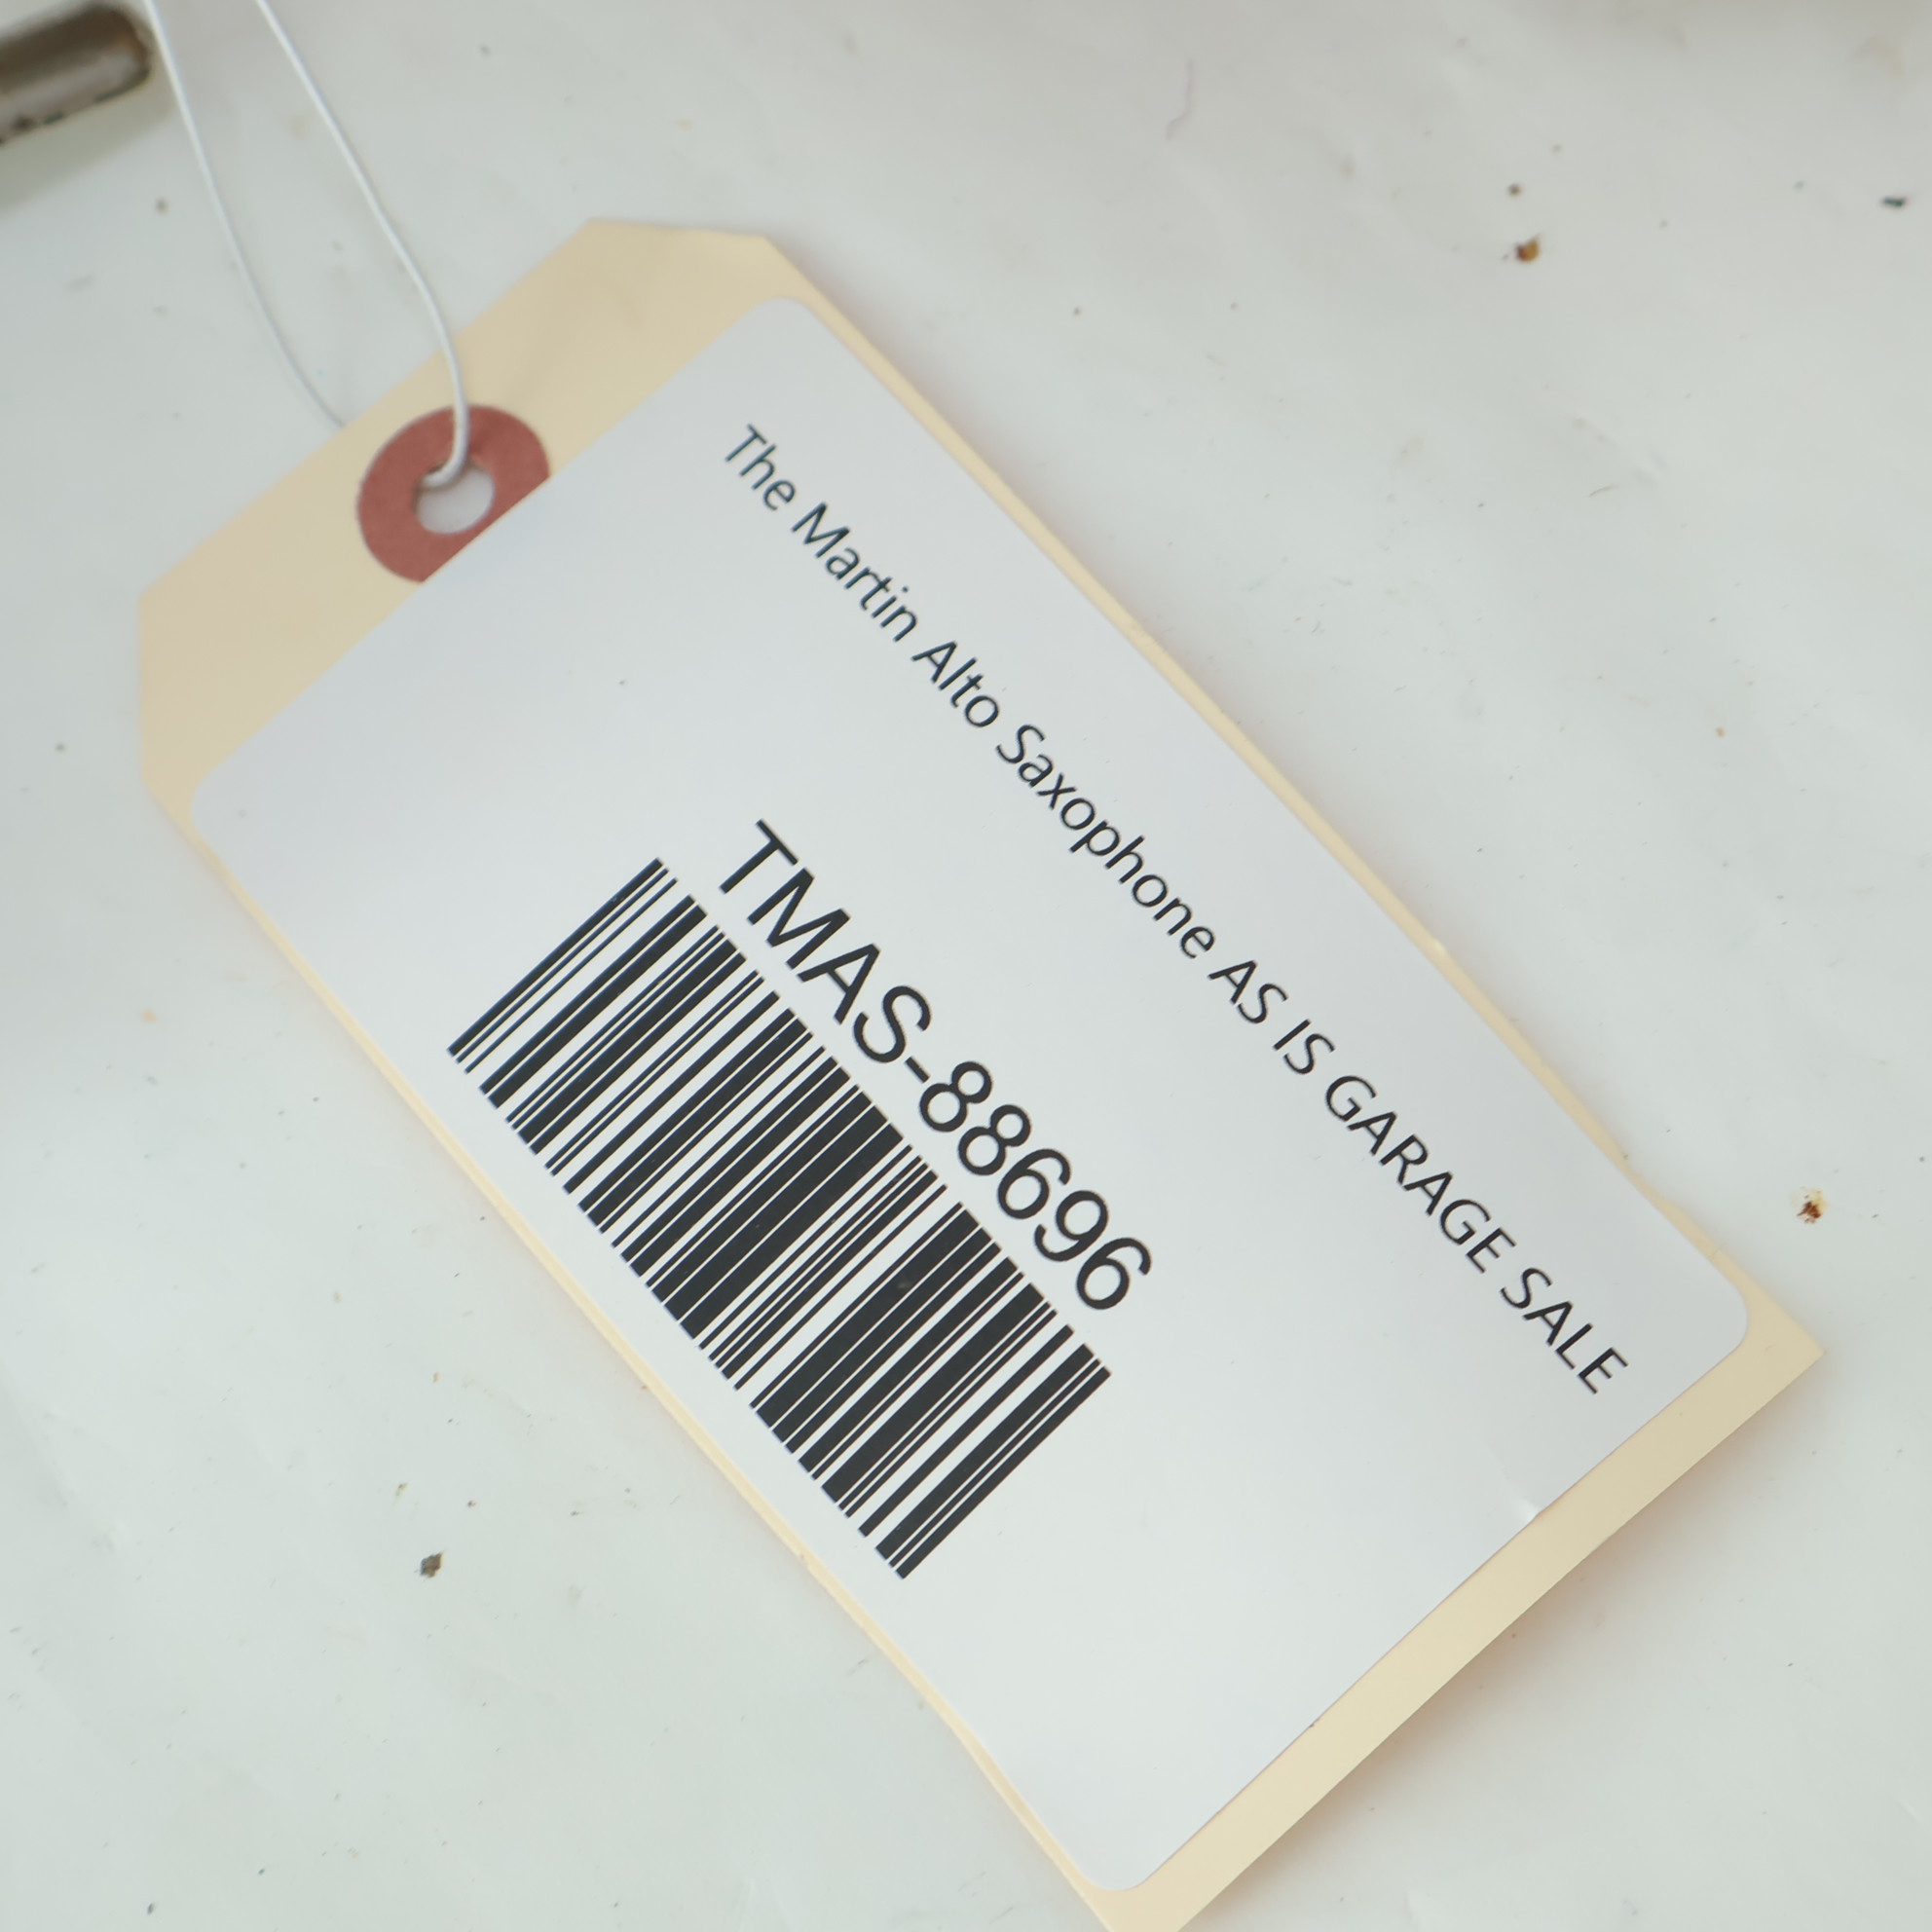 The Martin Alto Saxophone AS IS GARAGE SALE
TMAS-88696